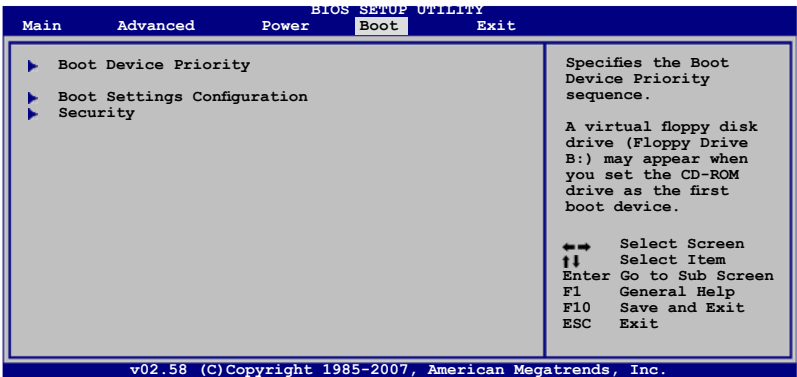 BIOS SETUP UTILITY
Main Advanced Power Boot Exit
Boot Device Priority
Boot Settings Configuration
Security
Specifies the Boot
Device Priority
sequence.
A virtual floppy disk
drive (Floppy Drive
B:) may appear when
you set the CD-ROM
drive as the first
boot device.
Select Screen
Select Item
Enter Go to Sub Screen
F1 General Help
F10 Save and Exit
ESC Exit
v02.58 (C)Copyright 1985-2007, American Megatrends, Inc.